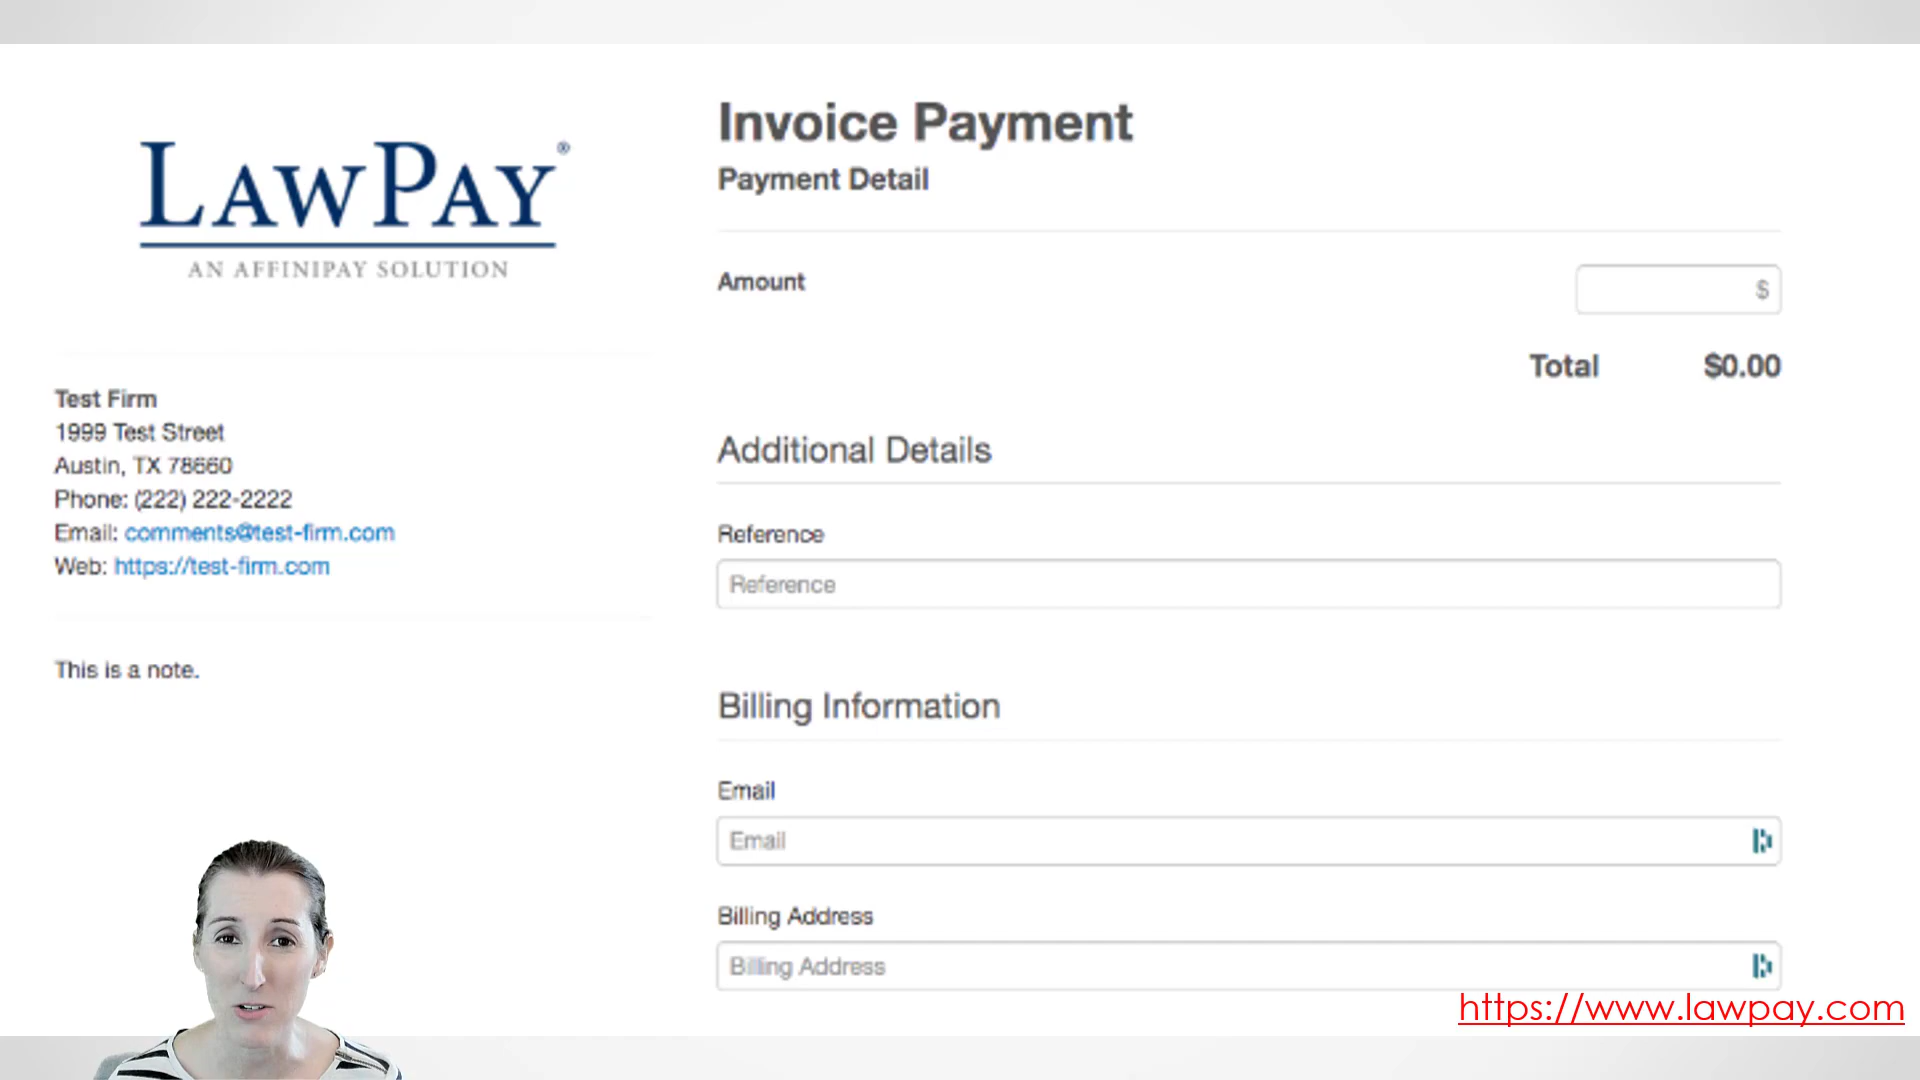 LAWPAY®
AN AFFINIPAY SOLUTION
Test Firm
1999 Test Street
Austin, TX 78660
Phone: (222) 222-2222
Email: comments@test-firm.com
Web: https://test-firm.com
This is a note.
Invoice Payment
Payment Detail
Amount
$
Total $0.00
Additional Details
Reference
Reference
Billing Information
Email
Email
Billing Address
Billing Address
https://www.lawpay.com